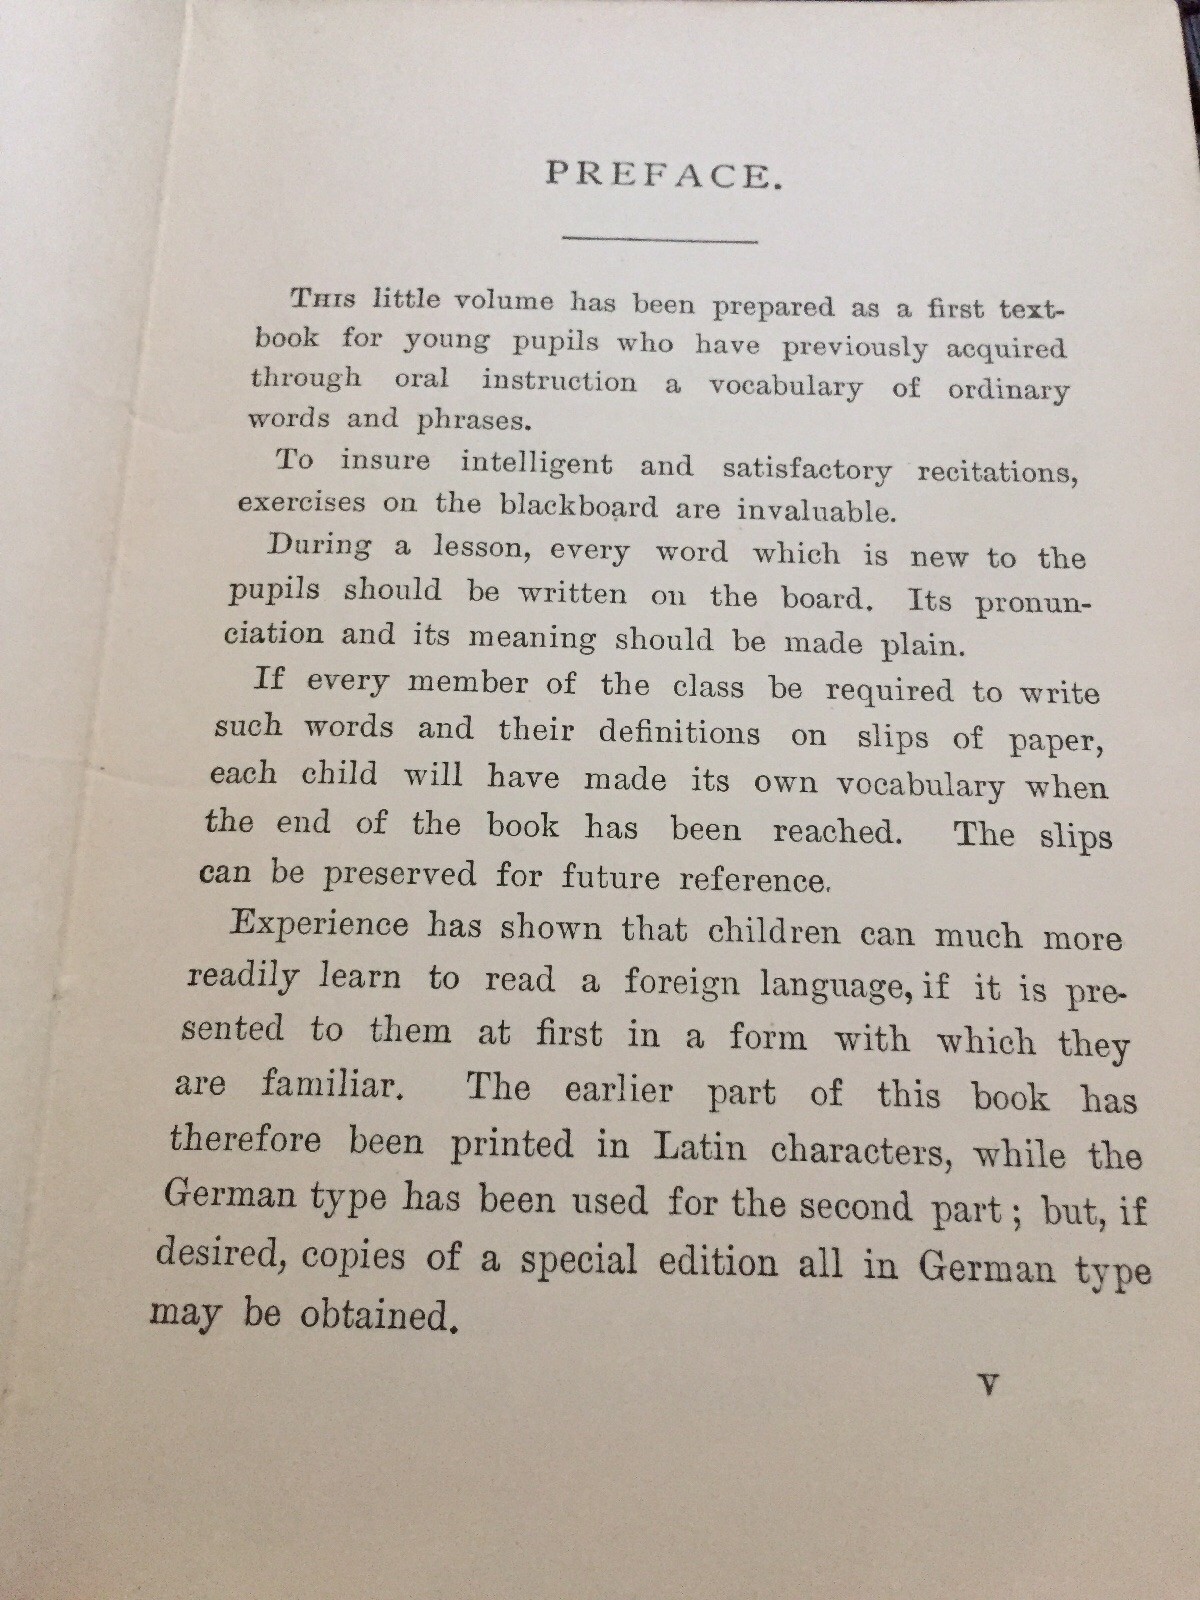 PREFACE.
This little volume has been prepared as a first text-
book for young pupils who have previously acquired
through oral instruction a vocabulary of ordinary
words and phrases.
To insure intelligent and satisfactory recitations,
exercises on the blackboard are invaluable.
During a lesson, every word which is new to the
pupils should be written on the board. Its pronun-
ciation and its meaning should be made plain.
If every member of the class be required to write
such words and their definitions on slips of paper,
each child will have made its own vocabulary when
the end of the book has been reached. The slips
can be preserved for future reference.
Experience has shown that children can much more
readily learn to read a foreign language, if it is pre-
sented to them at first in a form with which they
are familiar. The earlier part of this book has
therefore been printed in Latin characters, while the
German type has been used for the second part; but, if
desired, copies of a special edition all in German type
may be obtained.
v